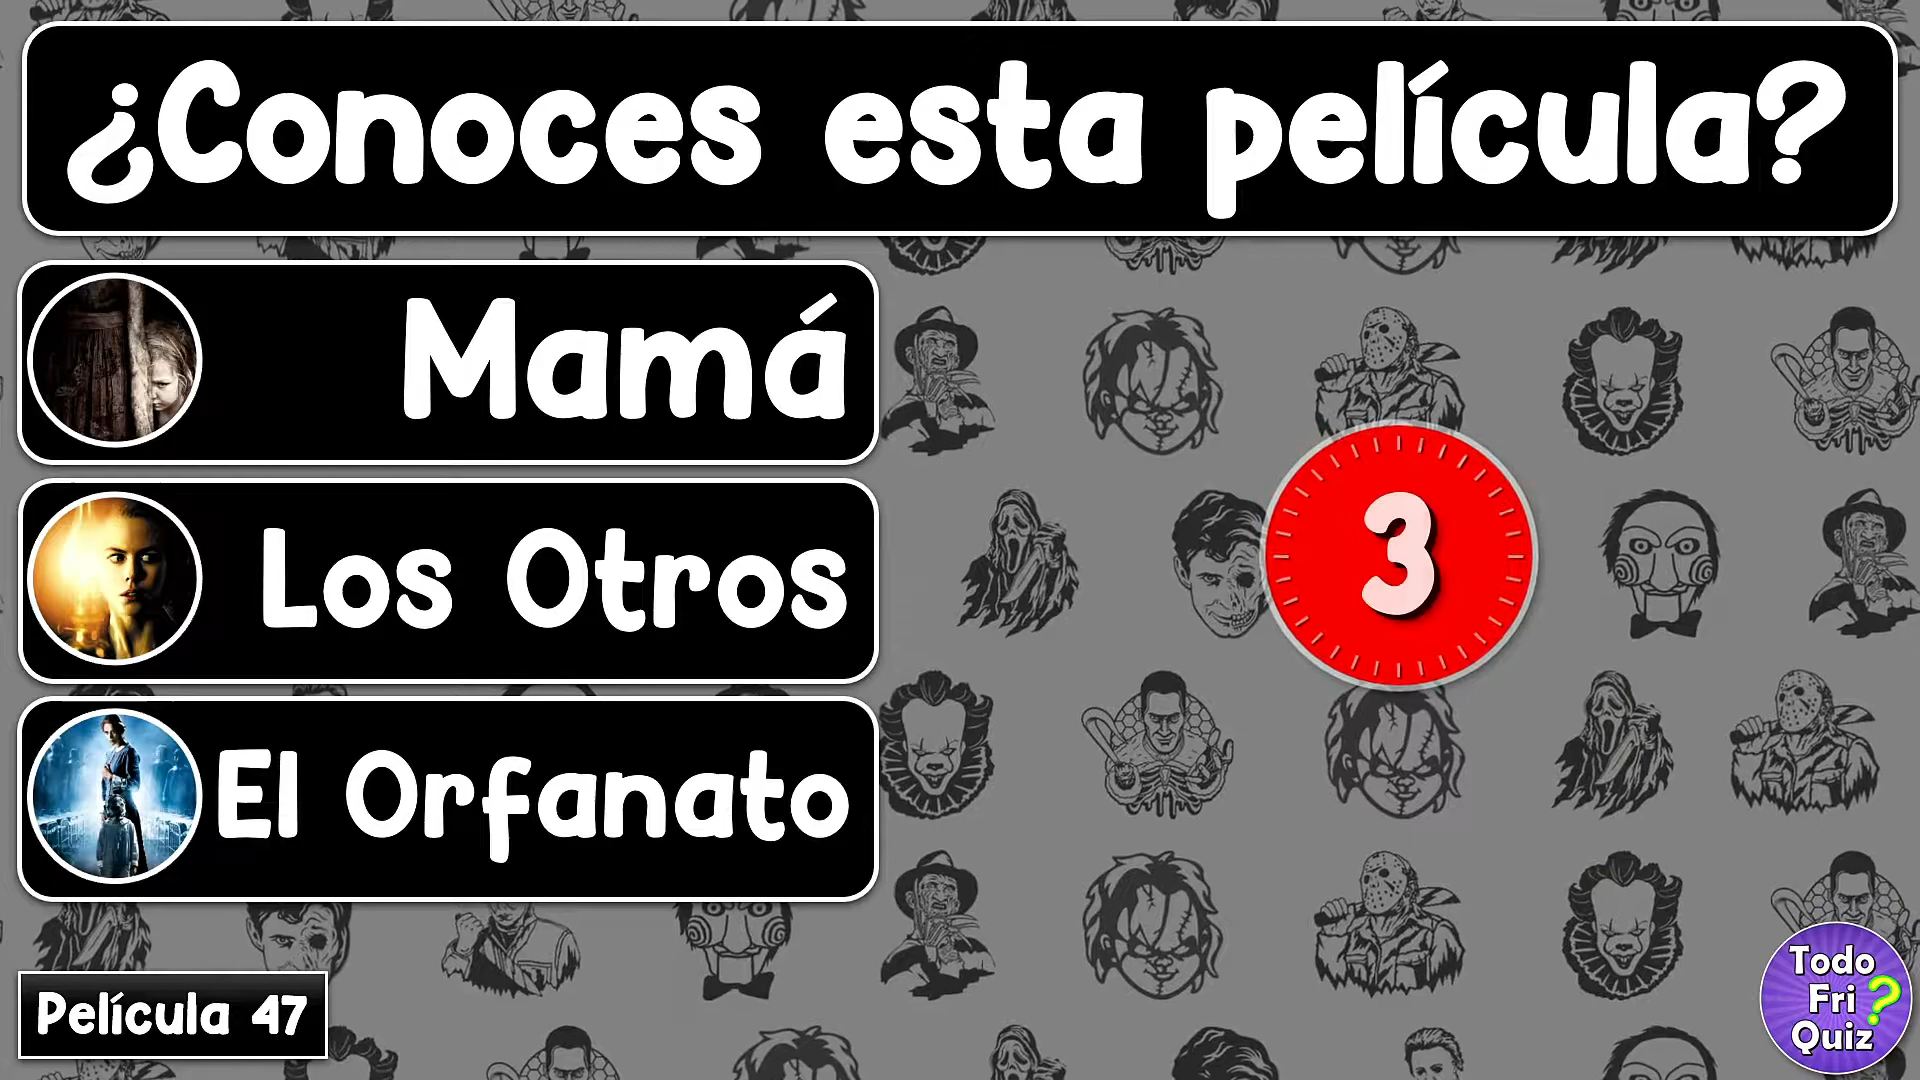 ¿Conoces esta película?
Mamá
Los Otros
El Orfanato
3
Película 47
Todo
Fri
Quiz
?